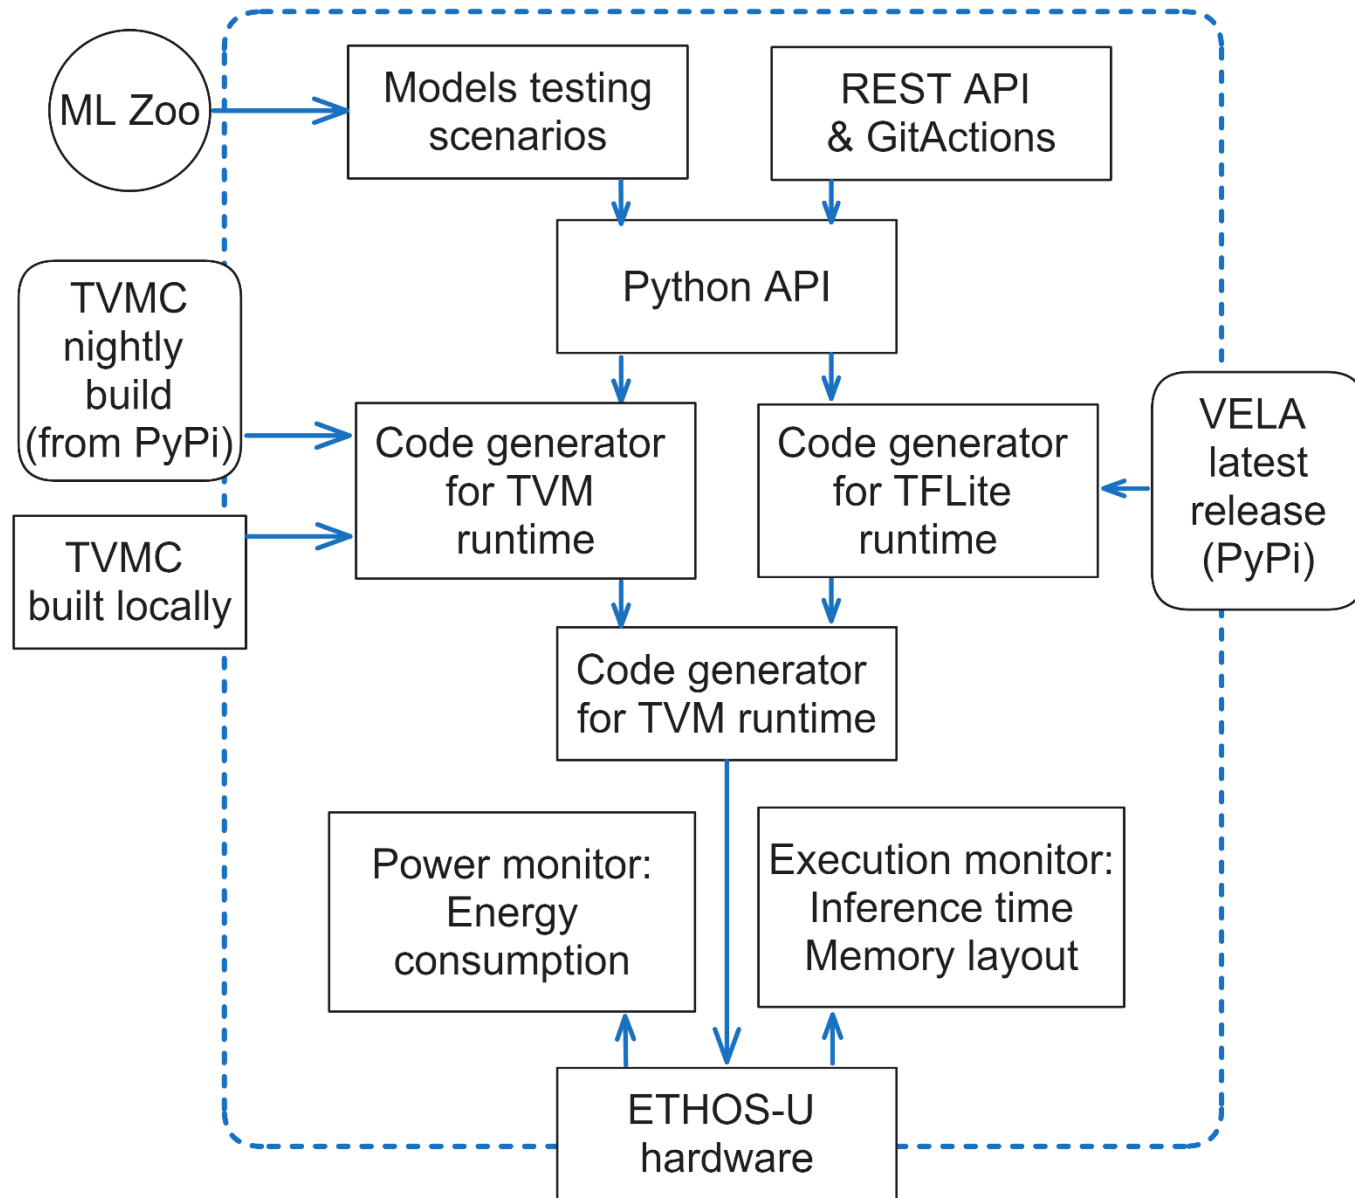 ML Zoo
Models testing
scenarios
REST API
& GitActions
Python API
TVMC
nightly
build
(from PyPi)
TVMC
built locally
Code generator
for TVM
runtime
Code generator
for TFLite
runtime
VELA
latest
release
(PyPi)
Code generator
for TVM runtime
Power monitor:
Energy
consumption
Execution monitor:
Inference time
Memory layout
ETHOS-U
hardware